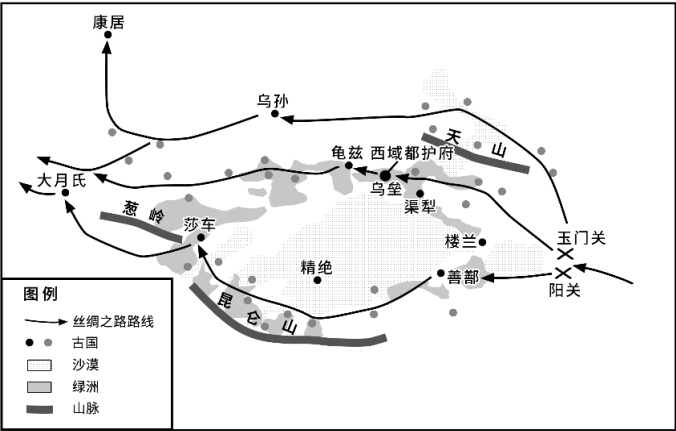 康居
乌孙
天山
龟兹
西域都护府
大月氏
乌垒
渠犁
葱岭
莎车
楼兰
玉门关
精绝
善鄯
阳关
昆仑山
图例
丝绸之路路线
古国
沙漠
绿洲
山脉